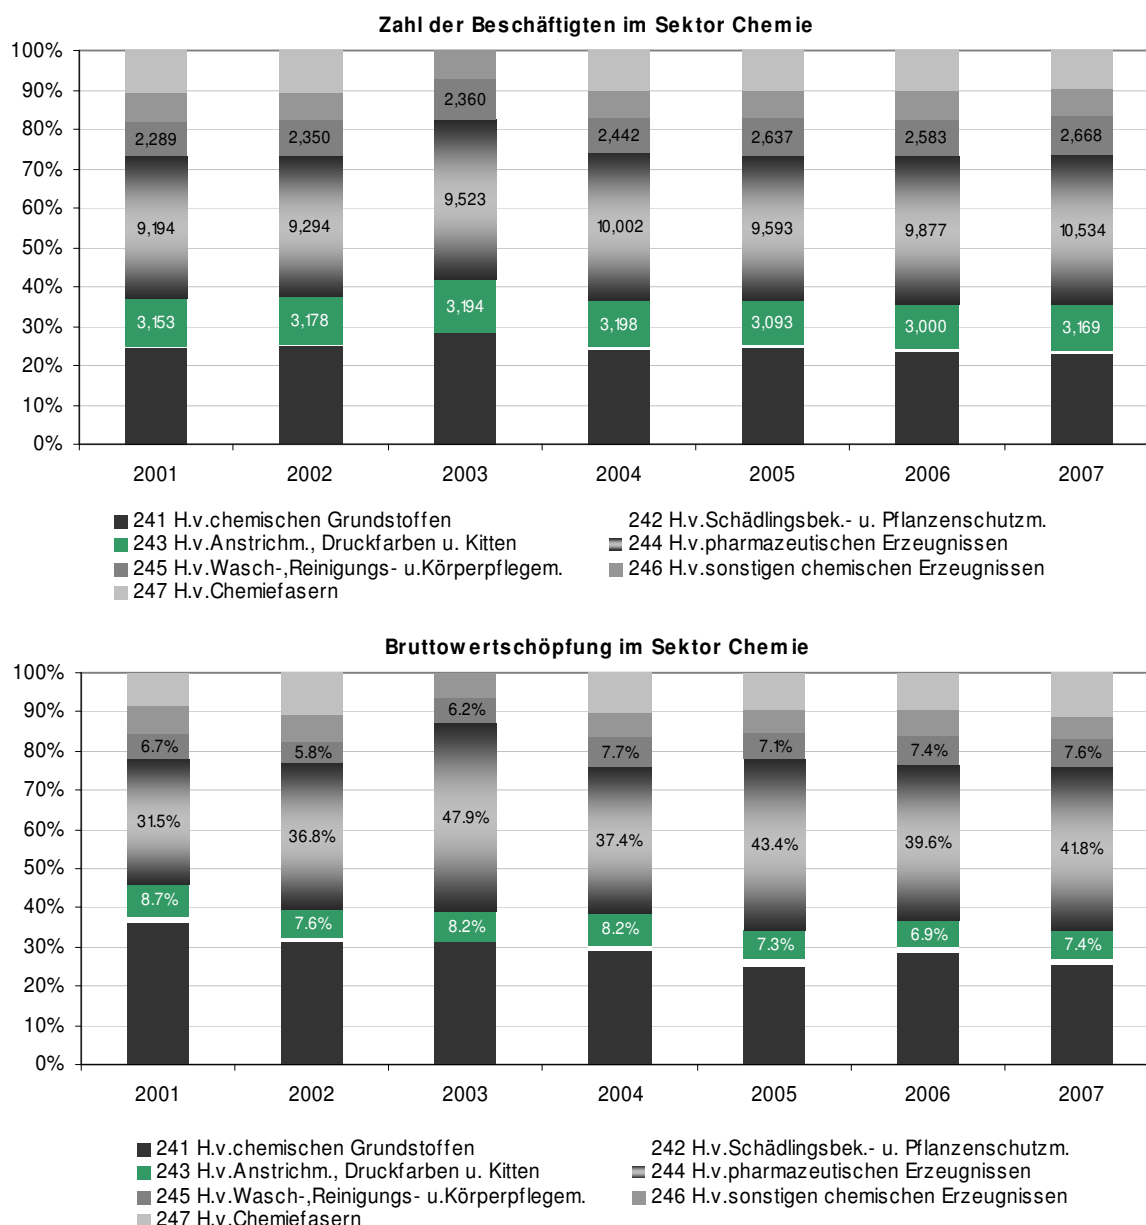 Zahl der Beschäftigten im Sektor Chemie
100%
90%
80%
70%
60%
50%
40%
30%
20%
10%
0%
2,289 2,350 2,360 2,442 2,637 2,583 2,668
9,194 9,294 9,523 10,002 9,593 9,877 10,534
3,153 3,178 3,194 3,198 3,093 3,000 3,169
2001 2002 2003 2004 2005 2006 2007
241 H.v.chemischen Grundstoffen 242 H.v.Schädlingsbek.- u. Pflanzenschutzm.
243 H.v.Anstrichm., Druckfarben u. Kitten 244 H.v.pharmazeutischen Erzeugnissen
245 H.v.Wasch-,Reinigungs- u.Körperpflegem. 246 H.v.sonstigen chemischen Erzeugnissen
247 H.v.Chemiefasern
Bruttowertschöpfung im Sektor Chemie
100%
90%
80%
70%
60%
50%
40%
30%
20%
10%
0%
6.7% 5.8% 6.2% 7.7% 7.1% 7.4% 7.6%
31.5% 36.8% 47.9% 37.4% 43.4% 39.6% 41.8%
8.7% 7.6% 8.2% 8.2% 7.3% 6.9% 7.4%
2001 2002 2003 2004 2005 2006 2007
241 H.v.chemischen Grundstoffen 242 H.v.Schädlingsbek.- u. Pflanzenschutzm.
243 H.v.Anstrichm., Druckfarben u. Kitten 244 H.v.pharmazeutischen Erzeugnissen
245 H.v.Wasch-,Reinigungs- u.Körperpflegem. 246 H.v.sonstigen chemischen Erzeugnissen
247 H.v.Chemiefasern